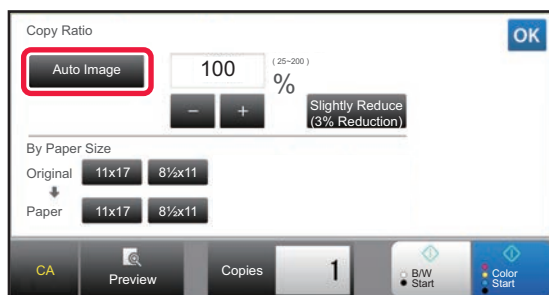 Copy Ratio
OK
Auto Image
100
( 25~200 )
%
− +
Slightly Reduce
(3% Reduction)
By Paper Size
Original 11x17 8½x11
Paper 11x17 8½x11
CA
Preview
Copies 1
B/W
Start
Color
Start